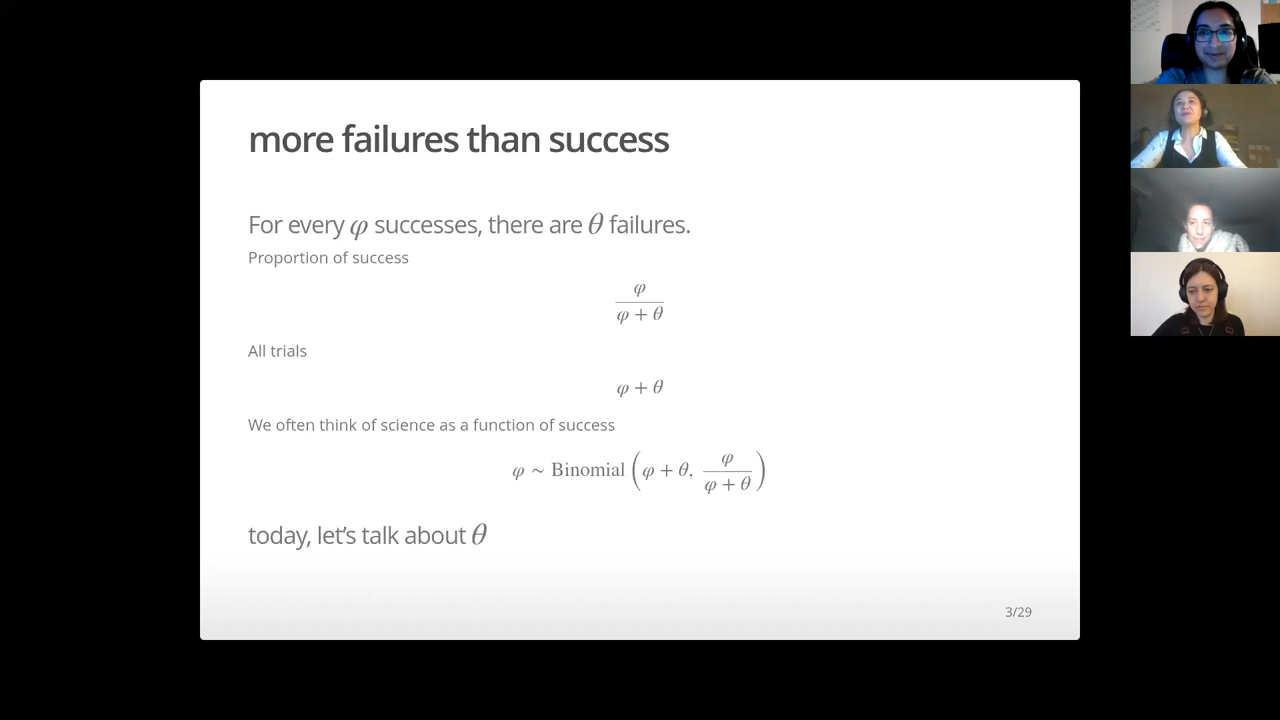 more failures than success
For every φ successes, there are θ failures.
Proportion of success
φ
φ + θ
All trials
φ + θ
We often think of science as a function of success
φ ∼ Binomial (φ + θ, φ / φ + θ)
today, let's talk about θ
3/29